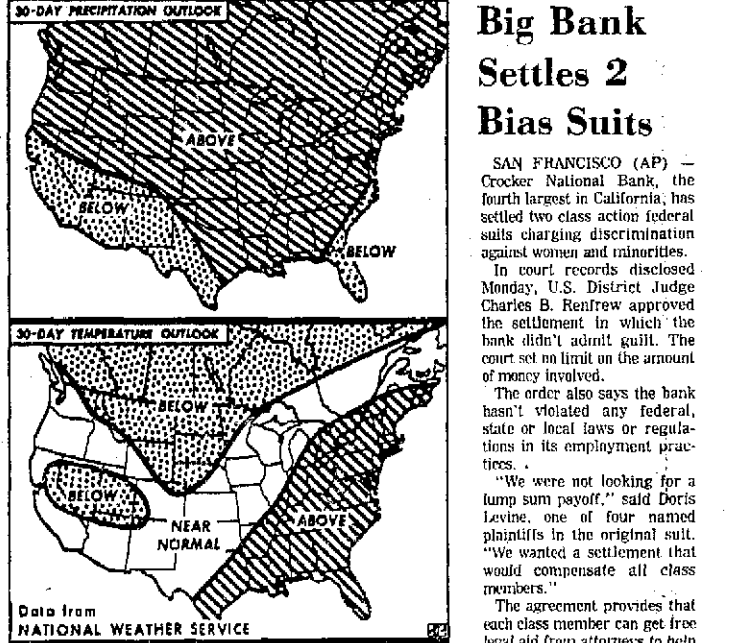 30-DAY PRECIPITATION OUTLOOK
ABOVE
BELOW
BELOW
30-DAY TEMPERATURE OUTLOOK
BELOW
BELOW
NEAR
NORMAL
ABOVE
Data from
NATIONAL WEATHER SERVICE
Big Bank
Settles 2
Bias Suits
SAN FRANCISCO (AP) —
Crocker National Bank, the
fourth largest in California, has
settled two class action federal
suits charging discrimination
against women and minorities.
In court records disclosed
Monday, U.S. District Judge
Charles B. Renfrew approved
the settlement in which the
bank didn't admit guilt. The
court set no limit on the amount
of money involved.
The order also says the bank
hasn't violated any federal,
state or local laws or regula-
tions in its employment prac-
tices.
"We were not looking for a
lump sum payoff," said Doris
Levine, one of four named
plaintiffs in the original suit.
"We wanted a settlement that
would compensate all class
members."
The agreement provides that
each class member can get free
legal aid from attorneys to help